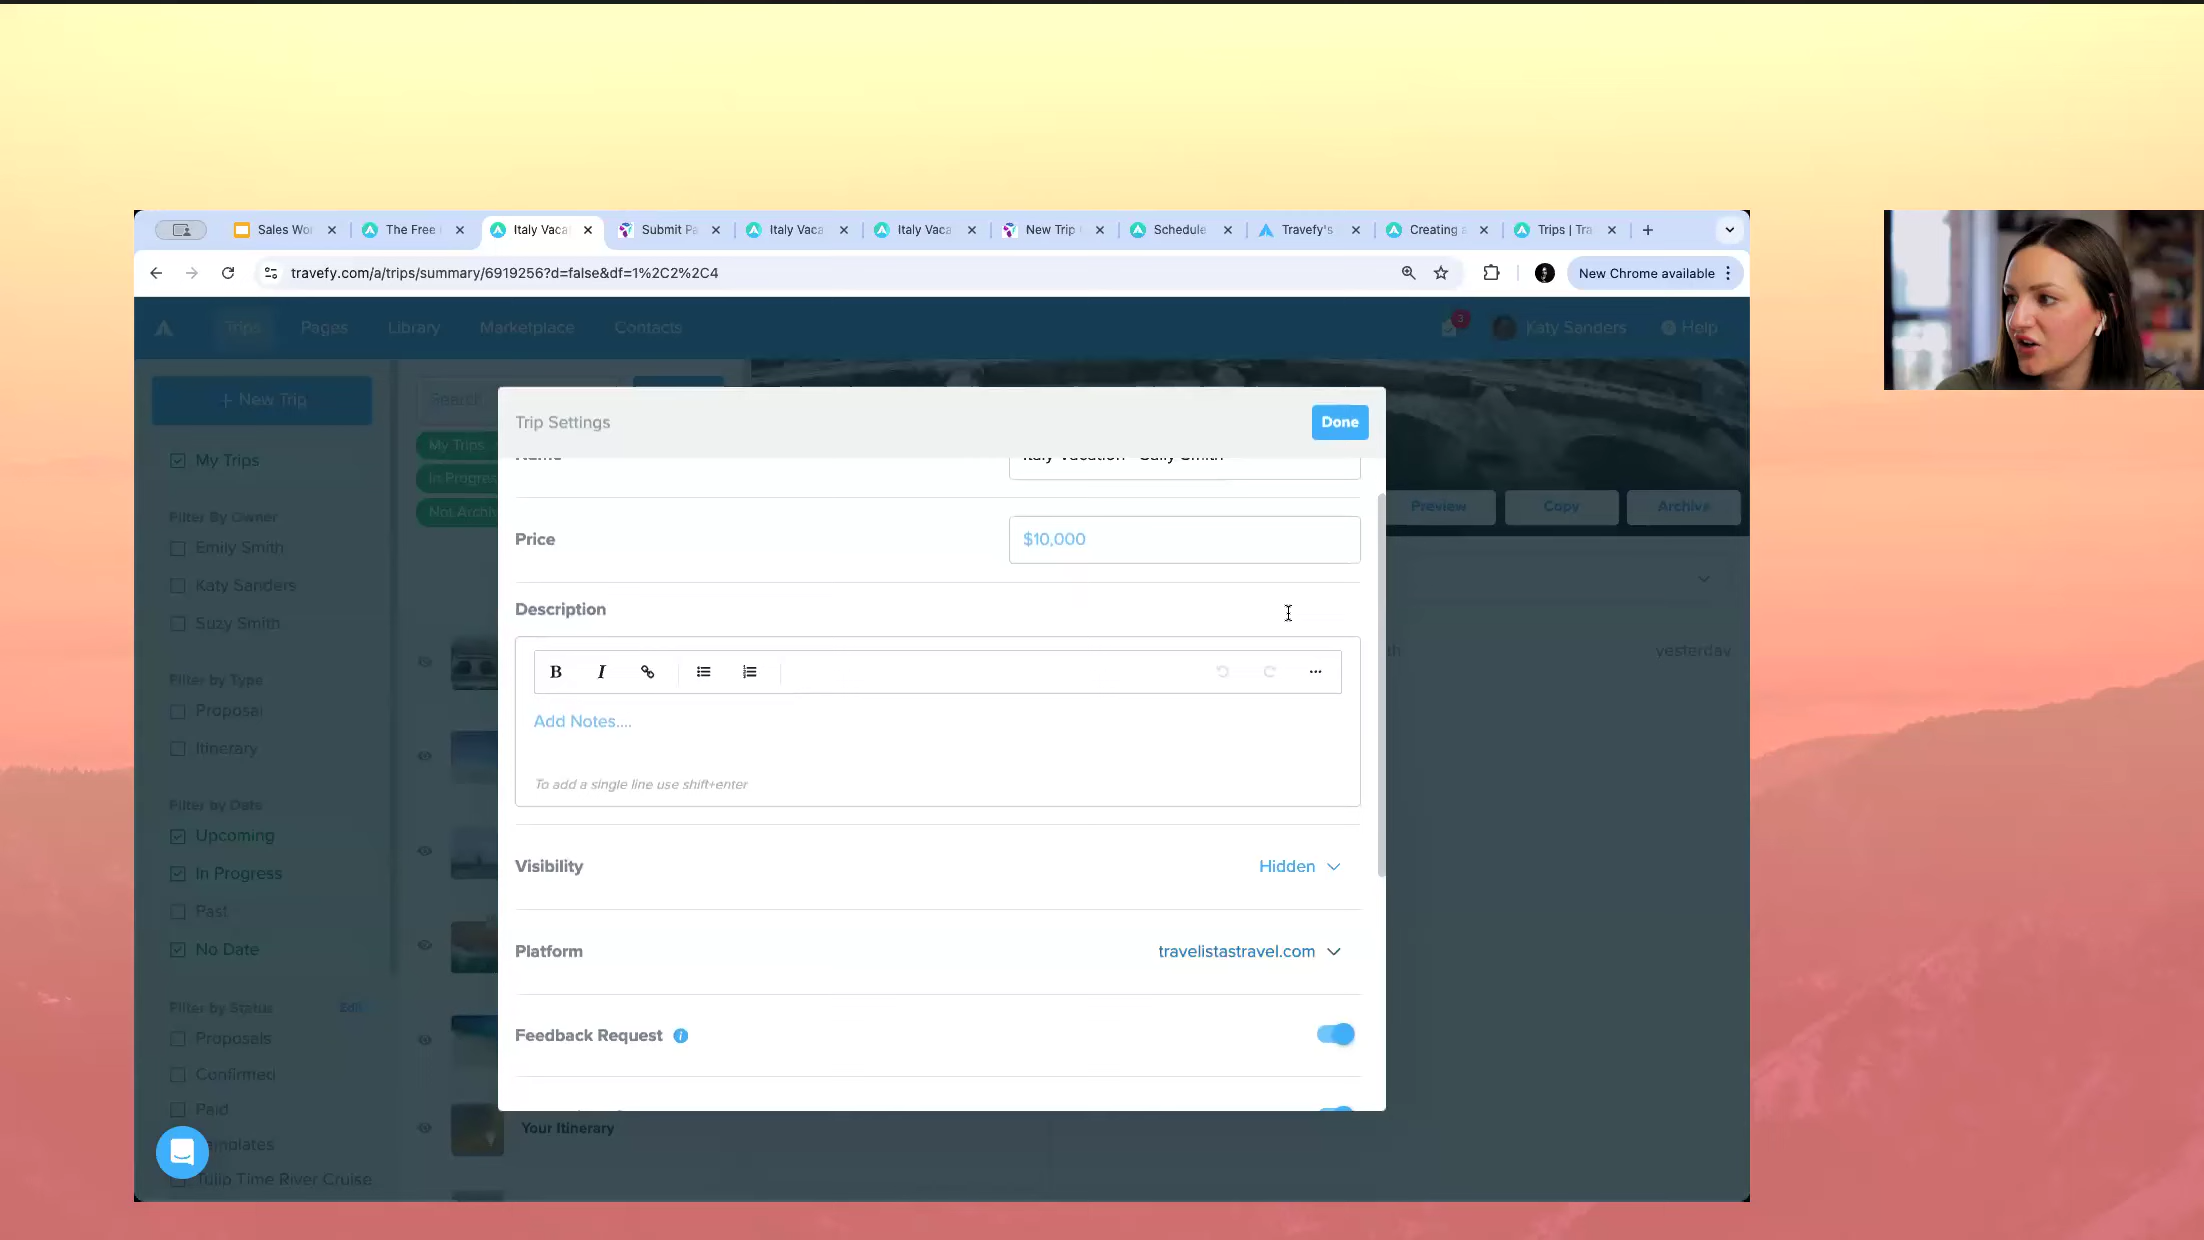 Sales Wor
The Free
Italy Vaca
Submit Pa
Italy Vaca
Italy Vaca
New Trip
Schedule
Travefy's
Creating a
Trips | Tra
travefy.com/a/trips/summary/6919256?d=false&df=1%2C2%2C4
New Chrome available
Trips
Pages
Library
Marketplace
Contacts
3
Katy Sanders
Help
+ New Trip
Search
My Trips
In Progres
Not Archiv
My Trips
Filter By Owner
Emily Smith
Katy Sanders
Suzy Smith
Filter by Type
Proposal
Itinerary
Filter by Date
Upcoming
In Progress
Past
No Date
Filter by Status
Edit
Proposals
Confirmed
Paid
Templates
Tulip Time River Cruise
Trip Settings
Done
Name
Italy Vacation - Sally Smith
Price
$10,000
Description
B I
Add Notes....
To add a single line use shift+enter
Visibility
Hidden
Platform
travelistastravel.com
Feedback Request
Your Itinerary
Preview
Copy
Archive
th
yesterday